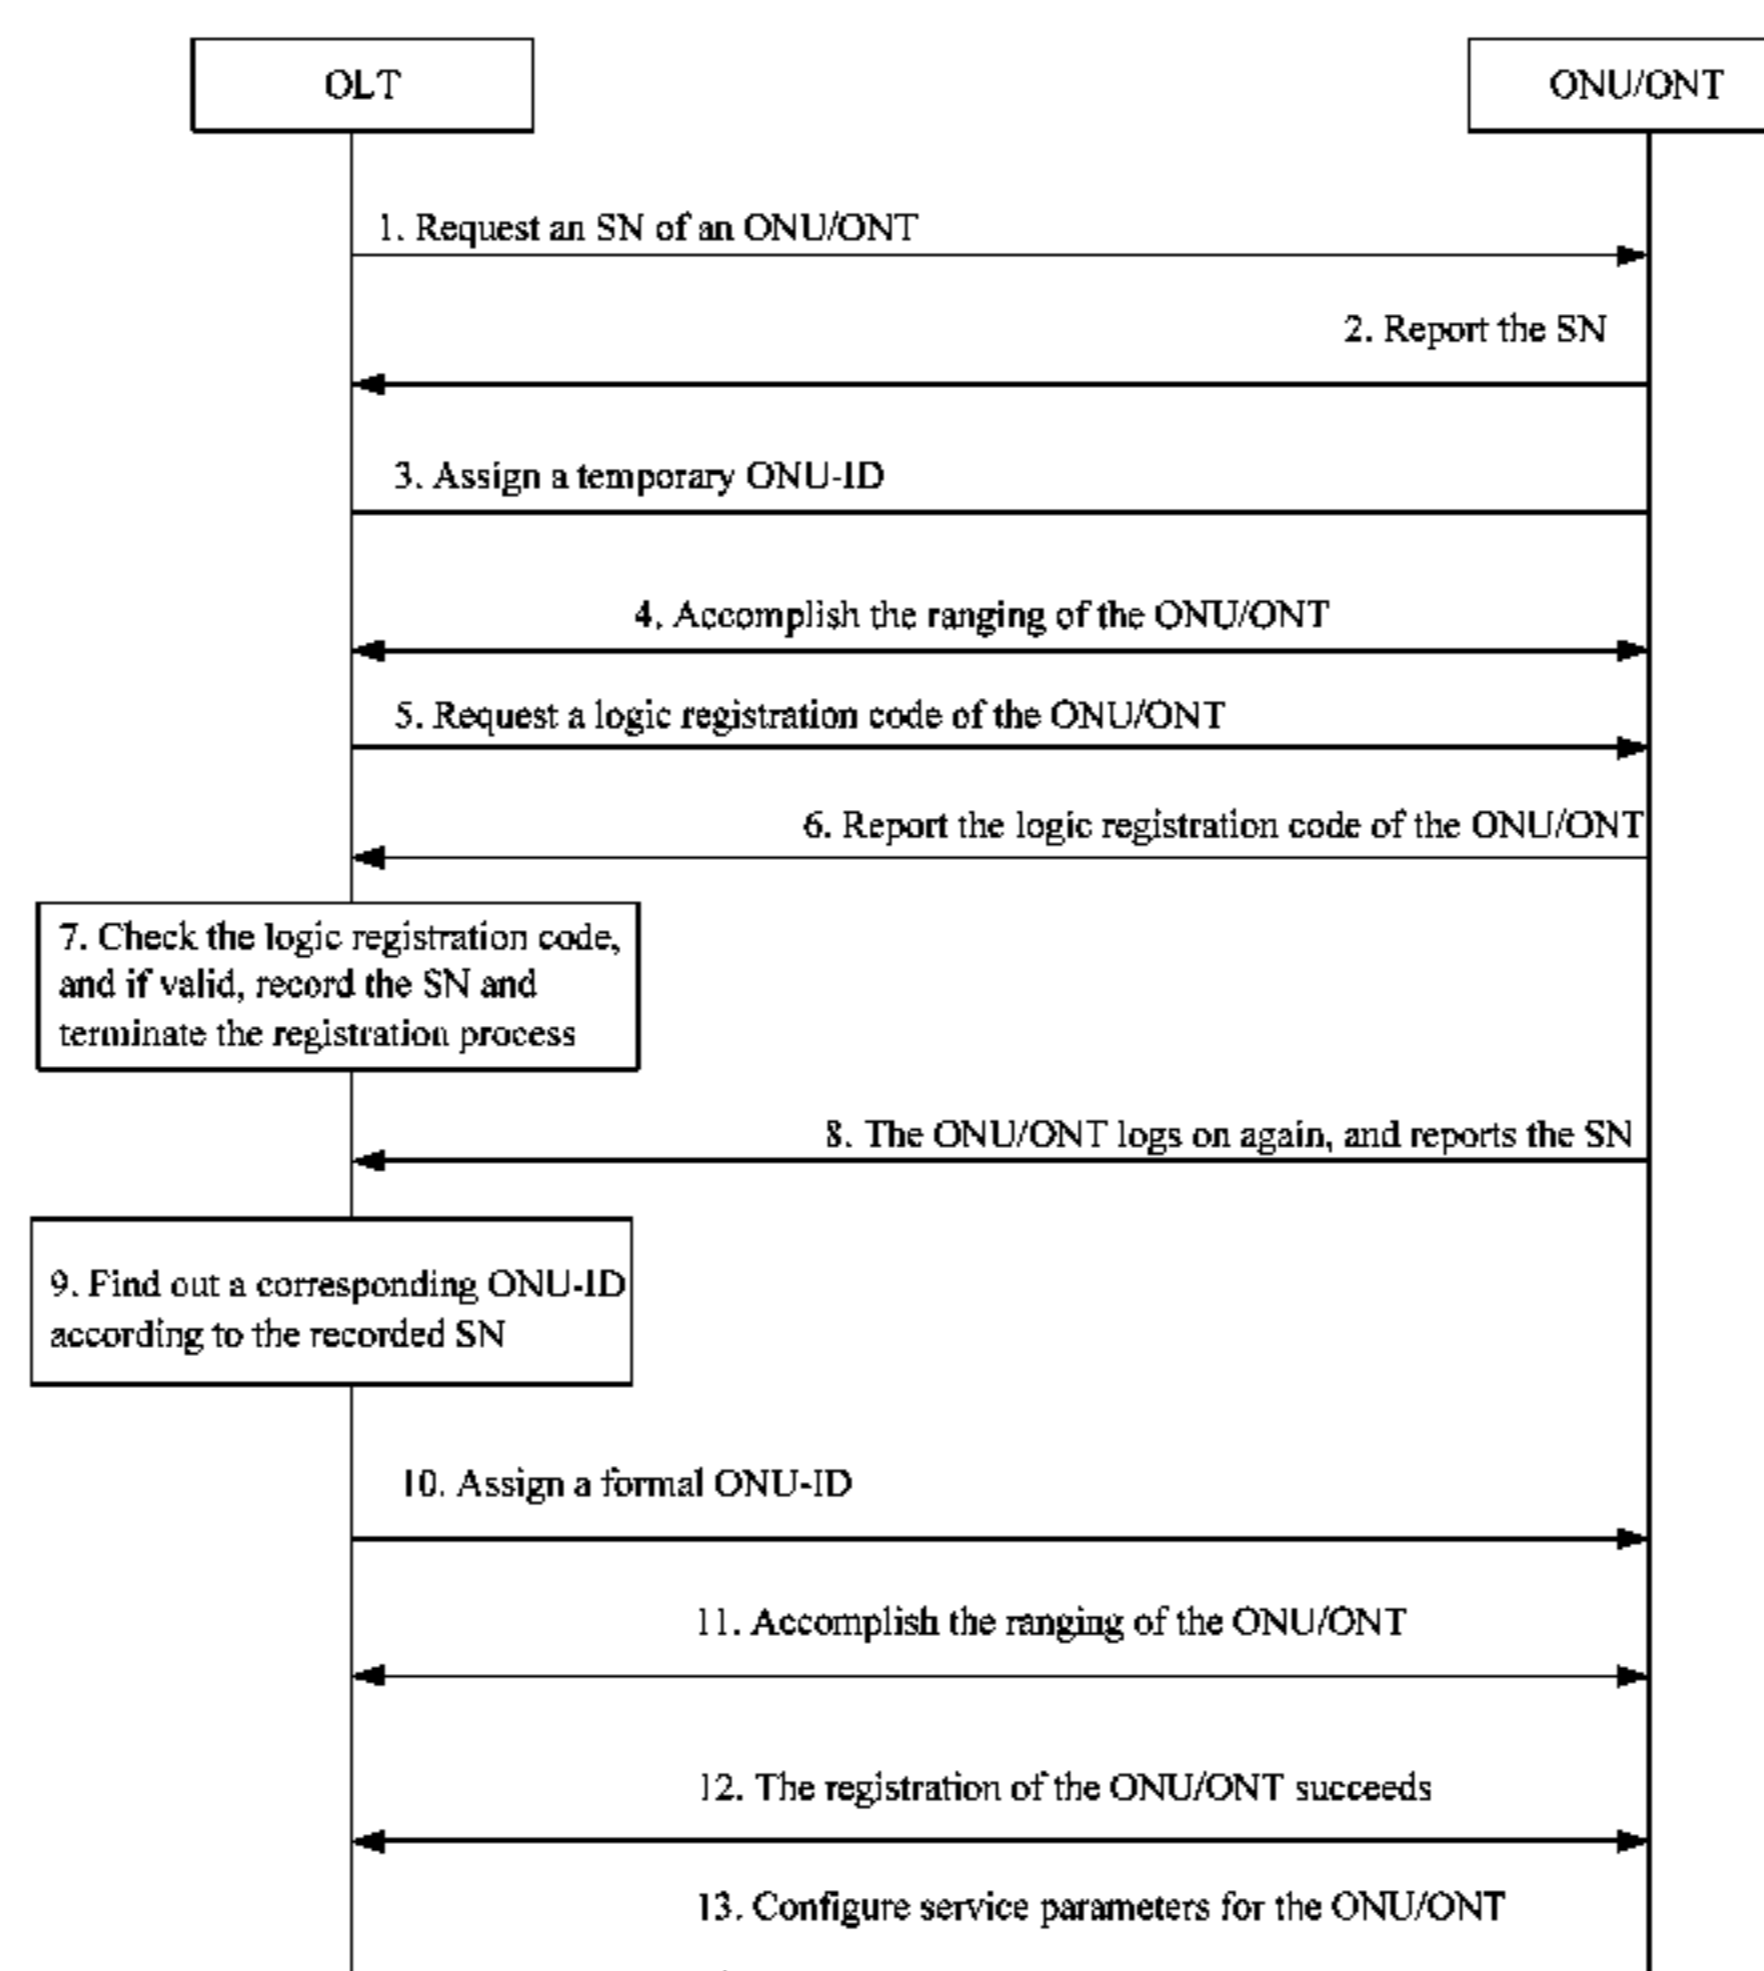 OLT
ONU/ONT
1. Request an SN of an ONU/ONT
2. Report the SN
3. Assign a temporary ONU-ID
4. Accomplish the ranging of the ONU/ONT
5. Request a logic registration code of the ONU/ONT
6. Report the logic registration code of the ONU/ONT
7. Check the logic registration code,
and if valid, record the SN and
terminate the registration process
8. The ONU/ONT logs on again, and reports the SN
9. Find out a corresponding ONU-ID
according to the recorded SN
10. Assign a formal ONU-ID
11. Accomplish the ranging of the ONU/ONT
12. The registration of the ONU/ONT succeeds
13. Configure service parameters for the ONU/ONT